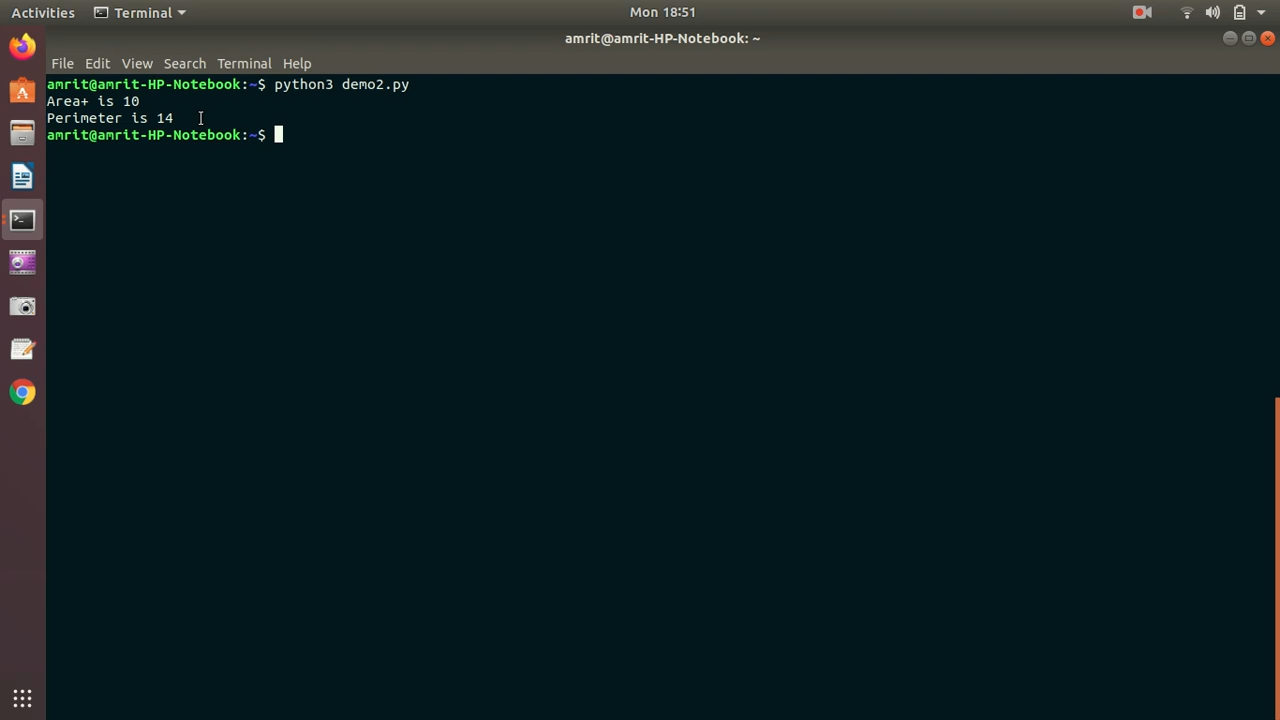 Activities Terminal Mon 18:51
amrit@amrit-HP-Notebook: ~
File Edit View Search Terminal Help
amrit@amrit-HP-Notebook:~$ python3 demo2.py
Area+ is 10
Perimeter is 14
amrit@amrit-HP-Notebook:~$